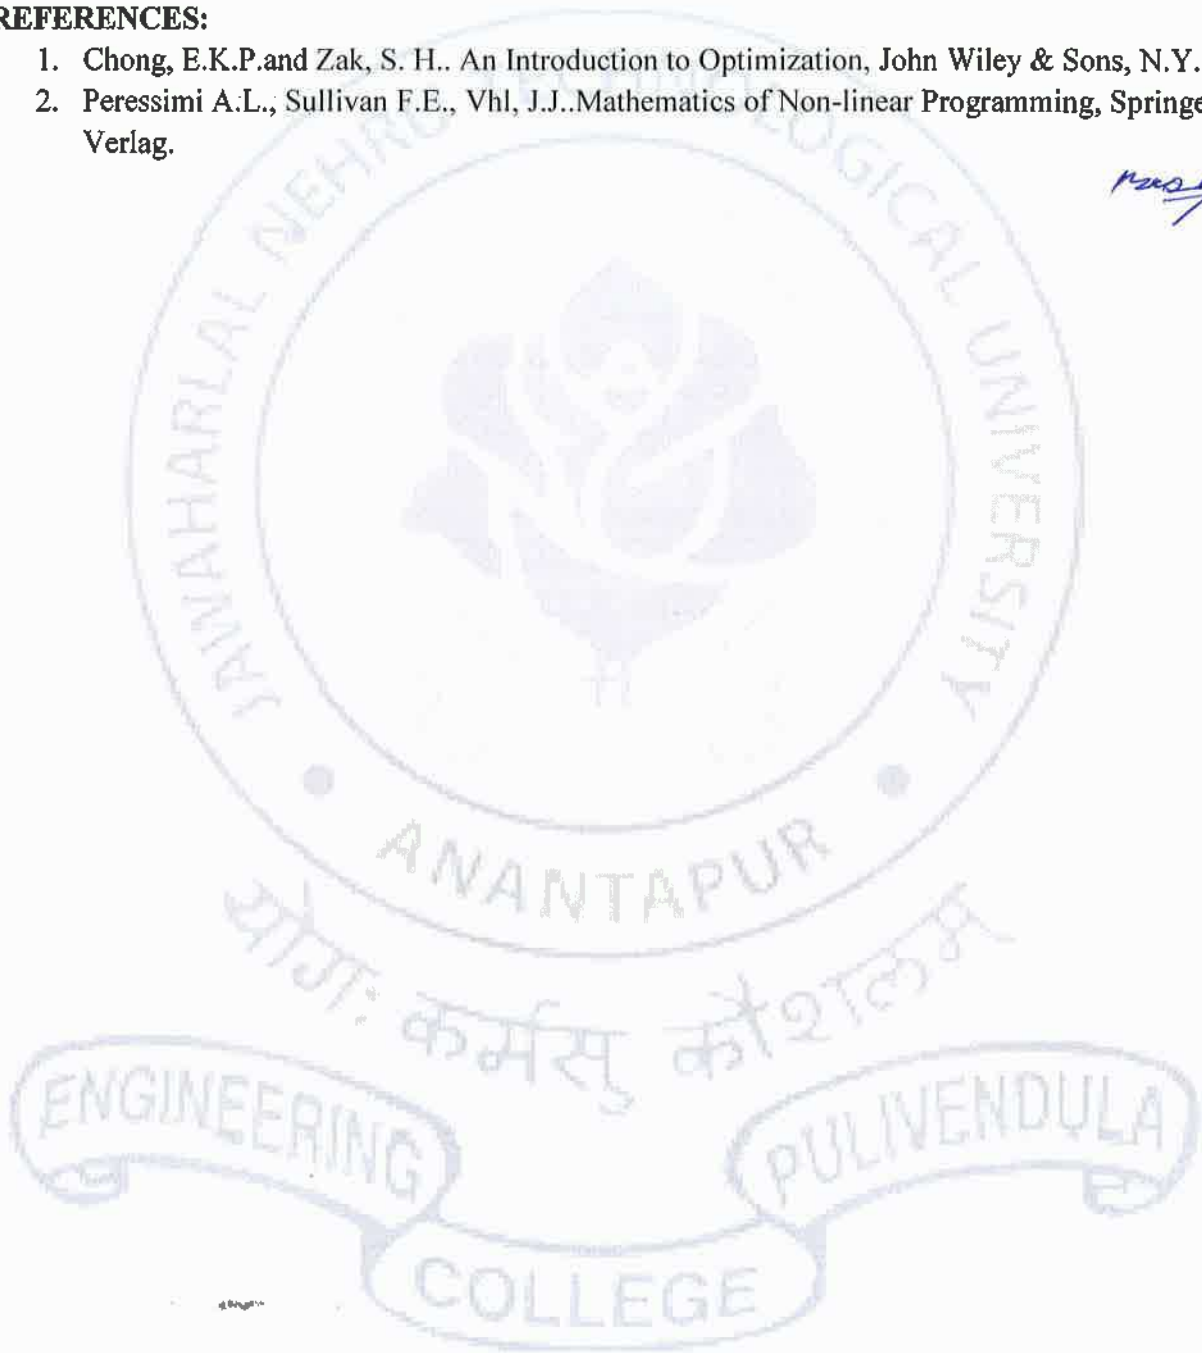 REFERENCES:
1. Chong, E.K.P.and Zak, S. H.. An Introduction to Optimization, John Wiley & Sons, N.Y.
2. Peressimi A.L., Sullivan F.E., Vhl, J.J..Mathematics of Non-linear Programming, Springe
Verlag.
JAWAHARLAL NEHRU TECHNOLOGICAL UNIVERSITY
ANANTAPUR
योगः कर्मसु कौशलम्
ENGINEERING
PULIVENDULA
COLLEGE